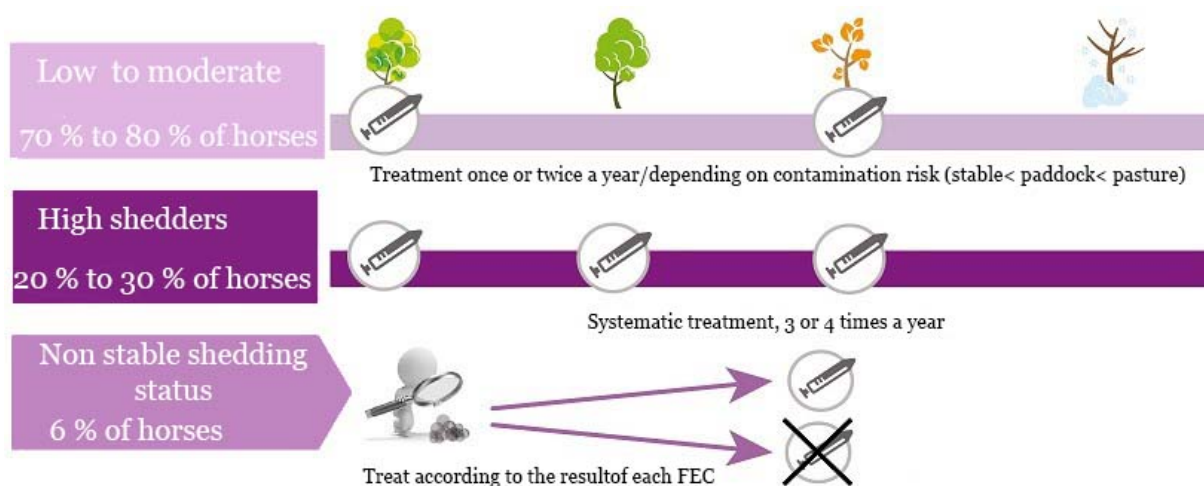 Low to moderate
70 % to 80 % of horses
Treatment once or twice a year/depending on contamination risk (stable< paddock< pasture)
High shedders
20 % to 30 % of horses
Systematic treatment, 3 or 4 times a year
Non stable shedding
status
6 % of horses
Treat according to the resultof each FEC